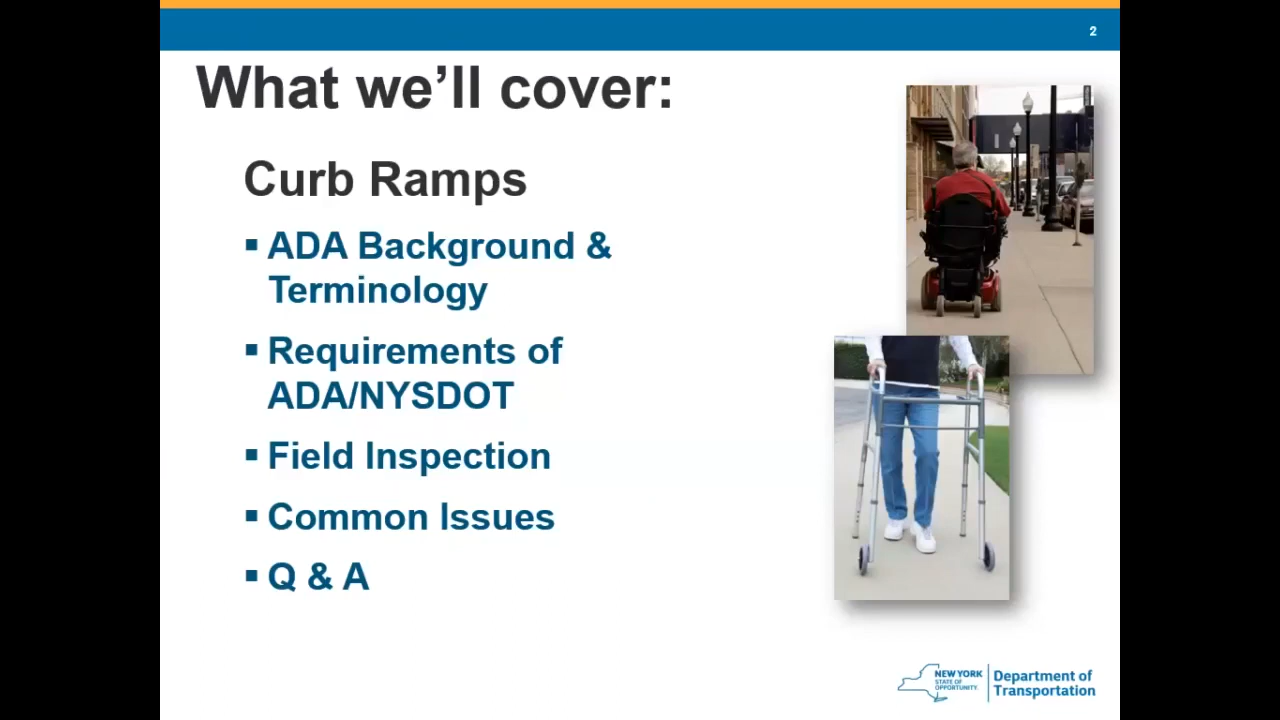 2
What we’ll cover:
Curb Ramps
▪ ADA Background &
Terminology
▪ Requirements of
ADA/NYSDOT
▪ Field Inspection
▪ Common Issues
▪ Q & A
NEW YORK
STATE OF
OPPORTUNITY
Department of
Transportation